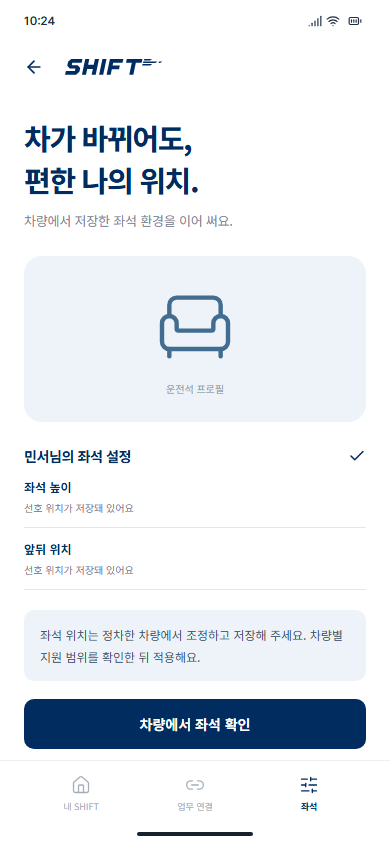 10:24
SHIFT
차가 바뀌어도,
편한 나의 위치.
차량에서 저장한 좌석 환경을 이어 써요.
운전석 프로필
민서님의 좌석 설정
좌석 높이
선호 위치가 저장돼 있어요
앞뒤 위치
선호 위치가 저장돼 있어요
좌석 위치는 정차한 차량에서 조정하고 저장해 주세요. 차량별
지원 범위를 확인한 뒤 적용해요.
차량에서 좌석 확인
내 SHIFT
업무 연결
좌석